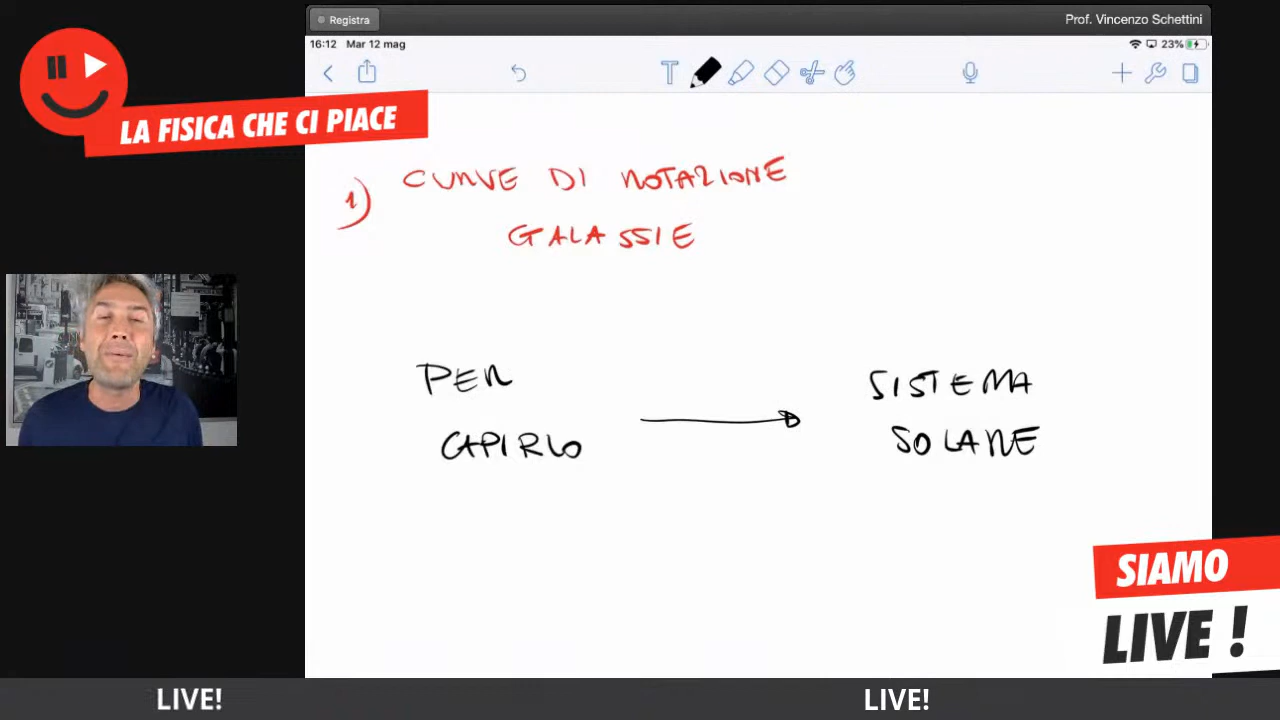 Registra
Prof. Vincenzo Schettini
16:12 Mar 12 mag
23%
LA FISICA CHE CI PIACE
1) CURVE DI ROTAZIONE
GALASSIE
PER
CAPIRLO
SISTEMA
SOLARE
SIAMO
LIVE !
LIVE!
LIVE!